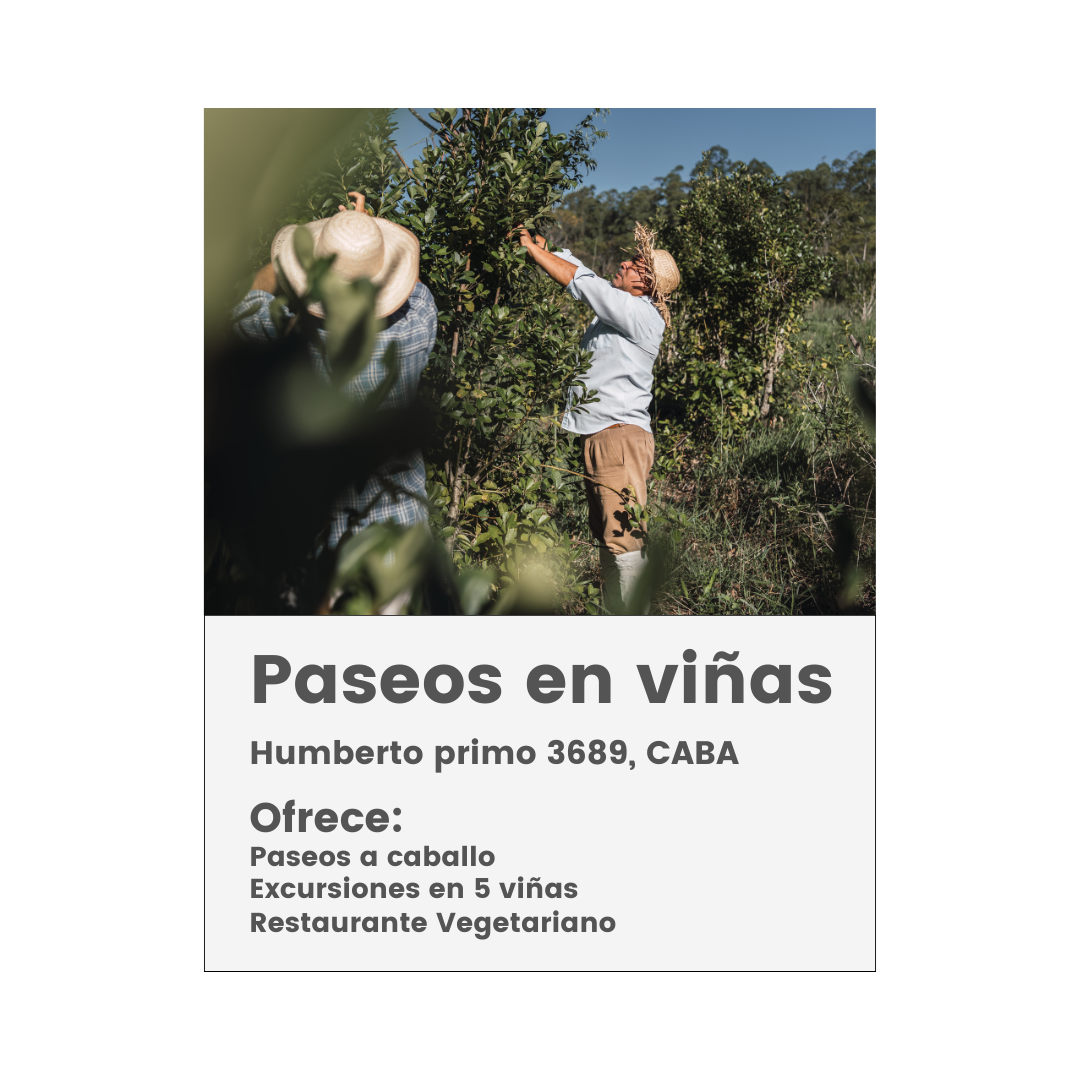 Paseos en viñas
Humberto primo 3689, CABA
Ofrece:
Paseos a caballo
Excursiones en 5 viñas
Restaurante Vegetariano